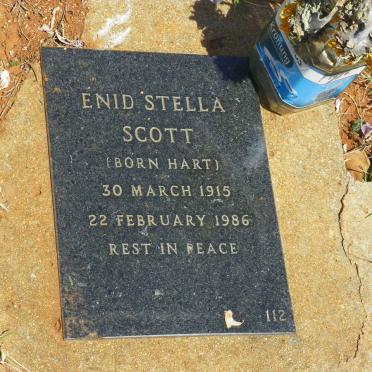 ENID STELLA
SCOTT
(BORN HART)
30 MARCH 1915
22 FEBRUARY 1986
REST IN PEACE
112